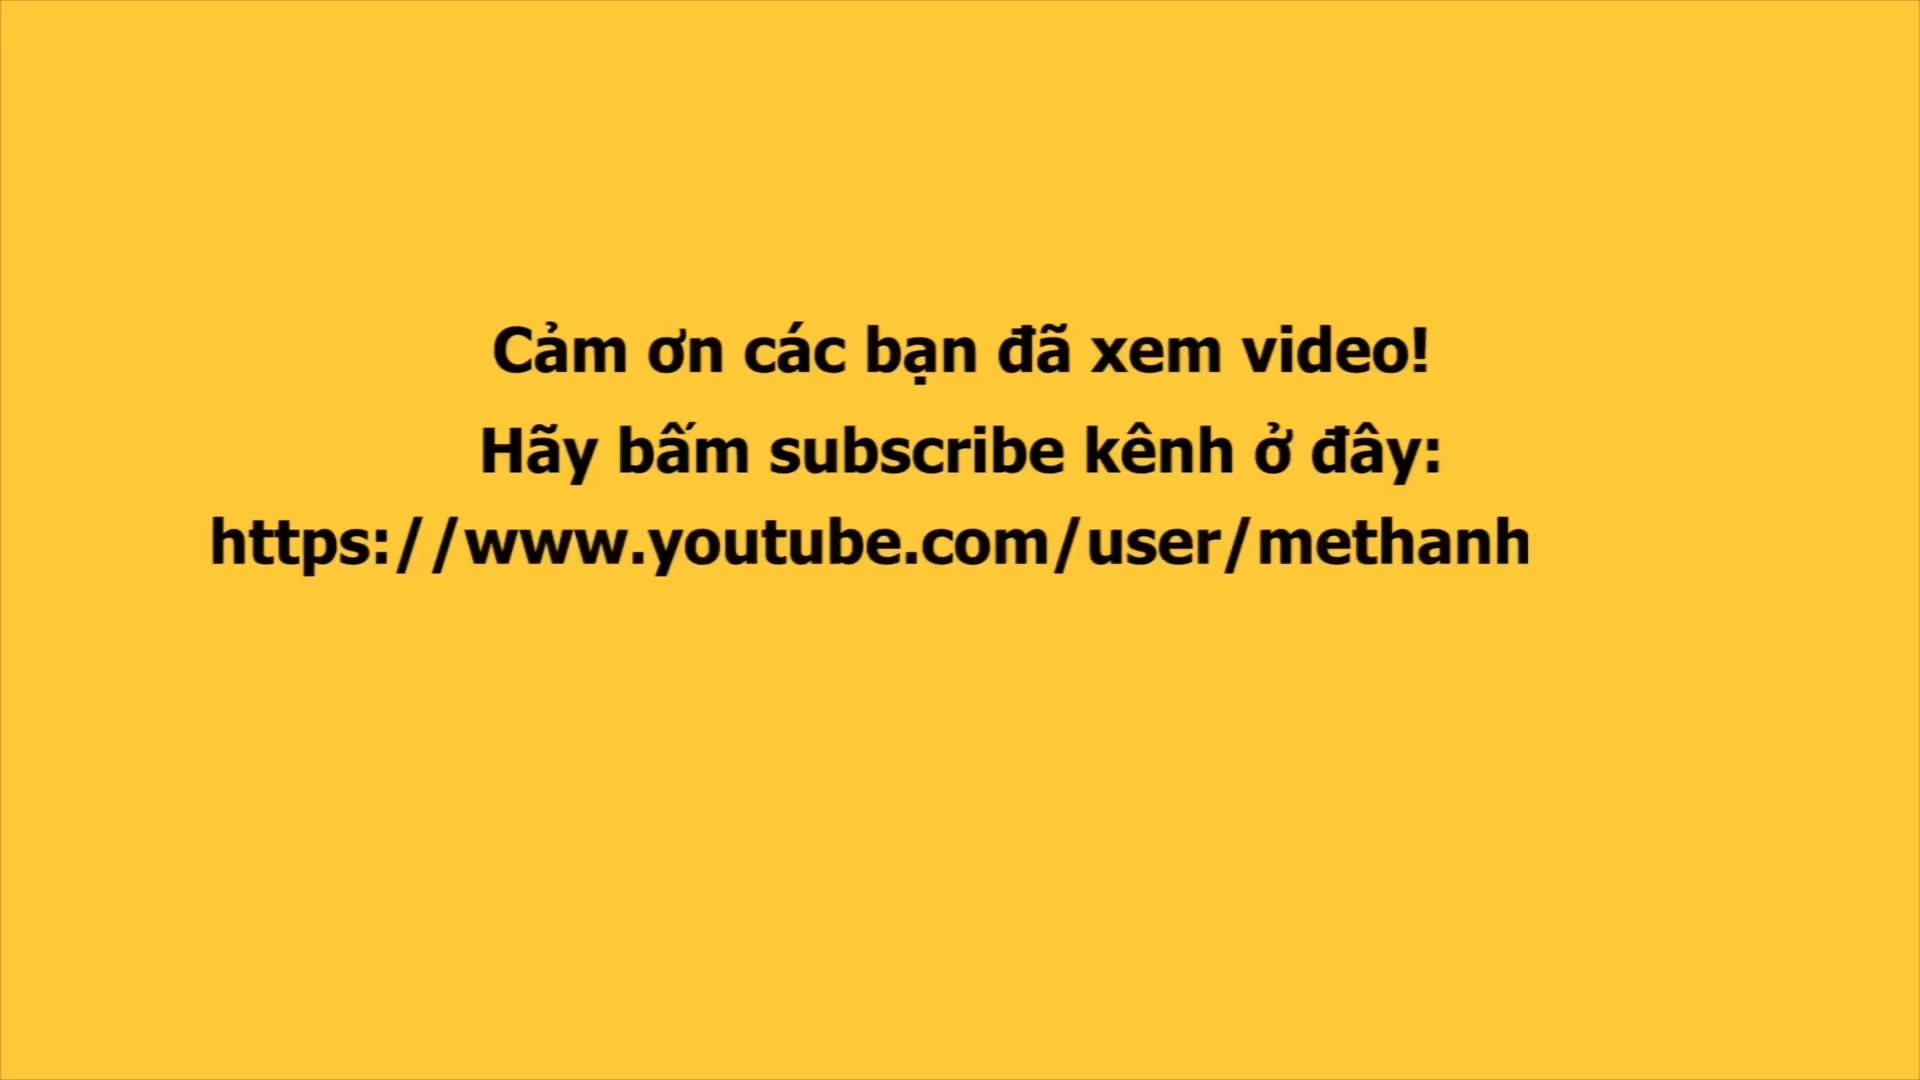 Cảm ơn các bạn đã xem video!
Hãy bấm subscribe kênh ở đây:
https://www.youtube.com/user/methanh